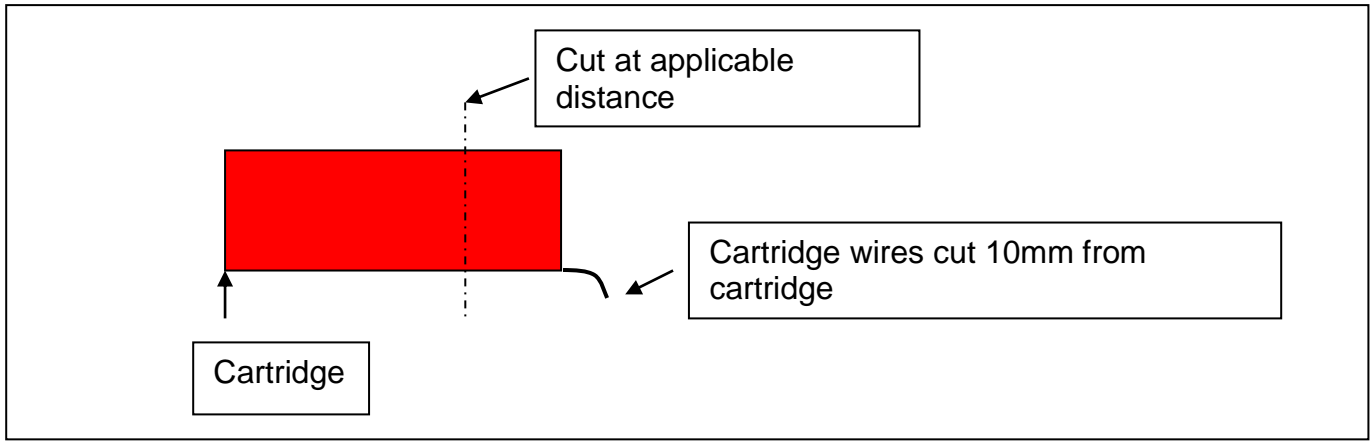 Cut at applicable
distance
Cartridge wires cut 10mm from
cartridge
Cartridge